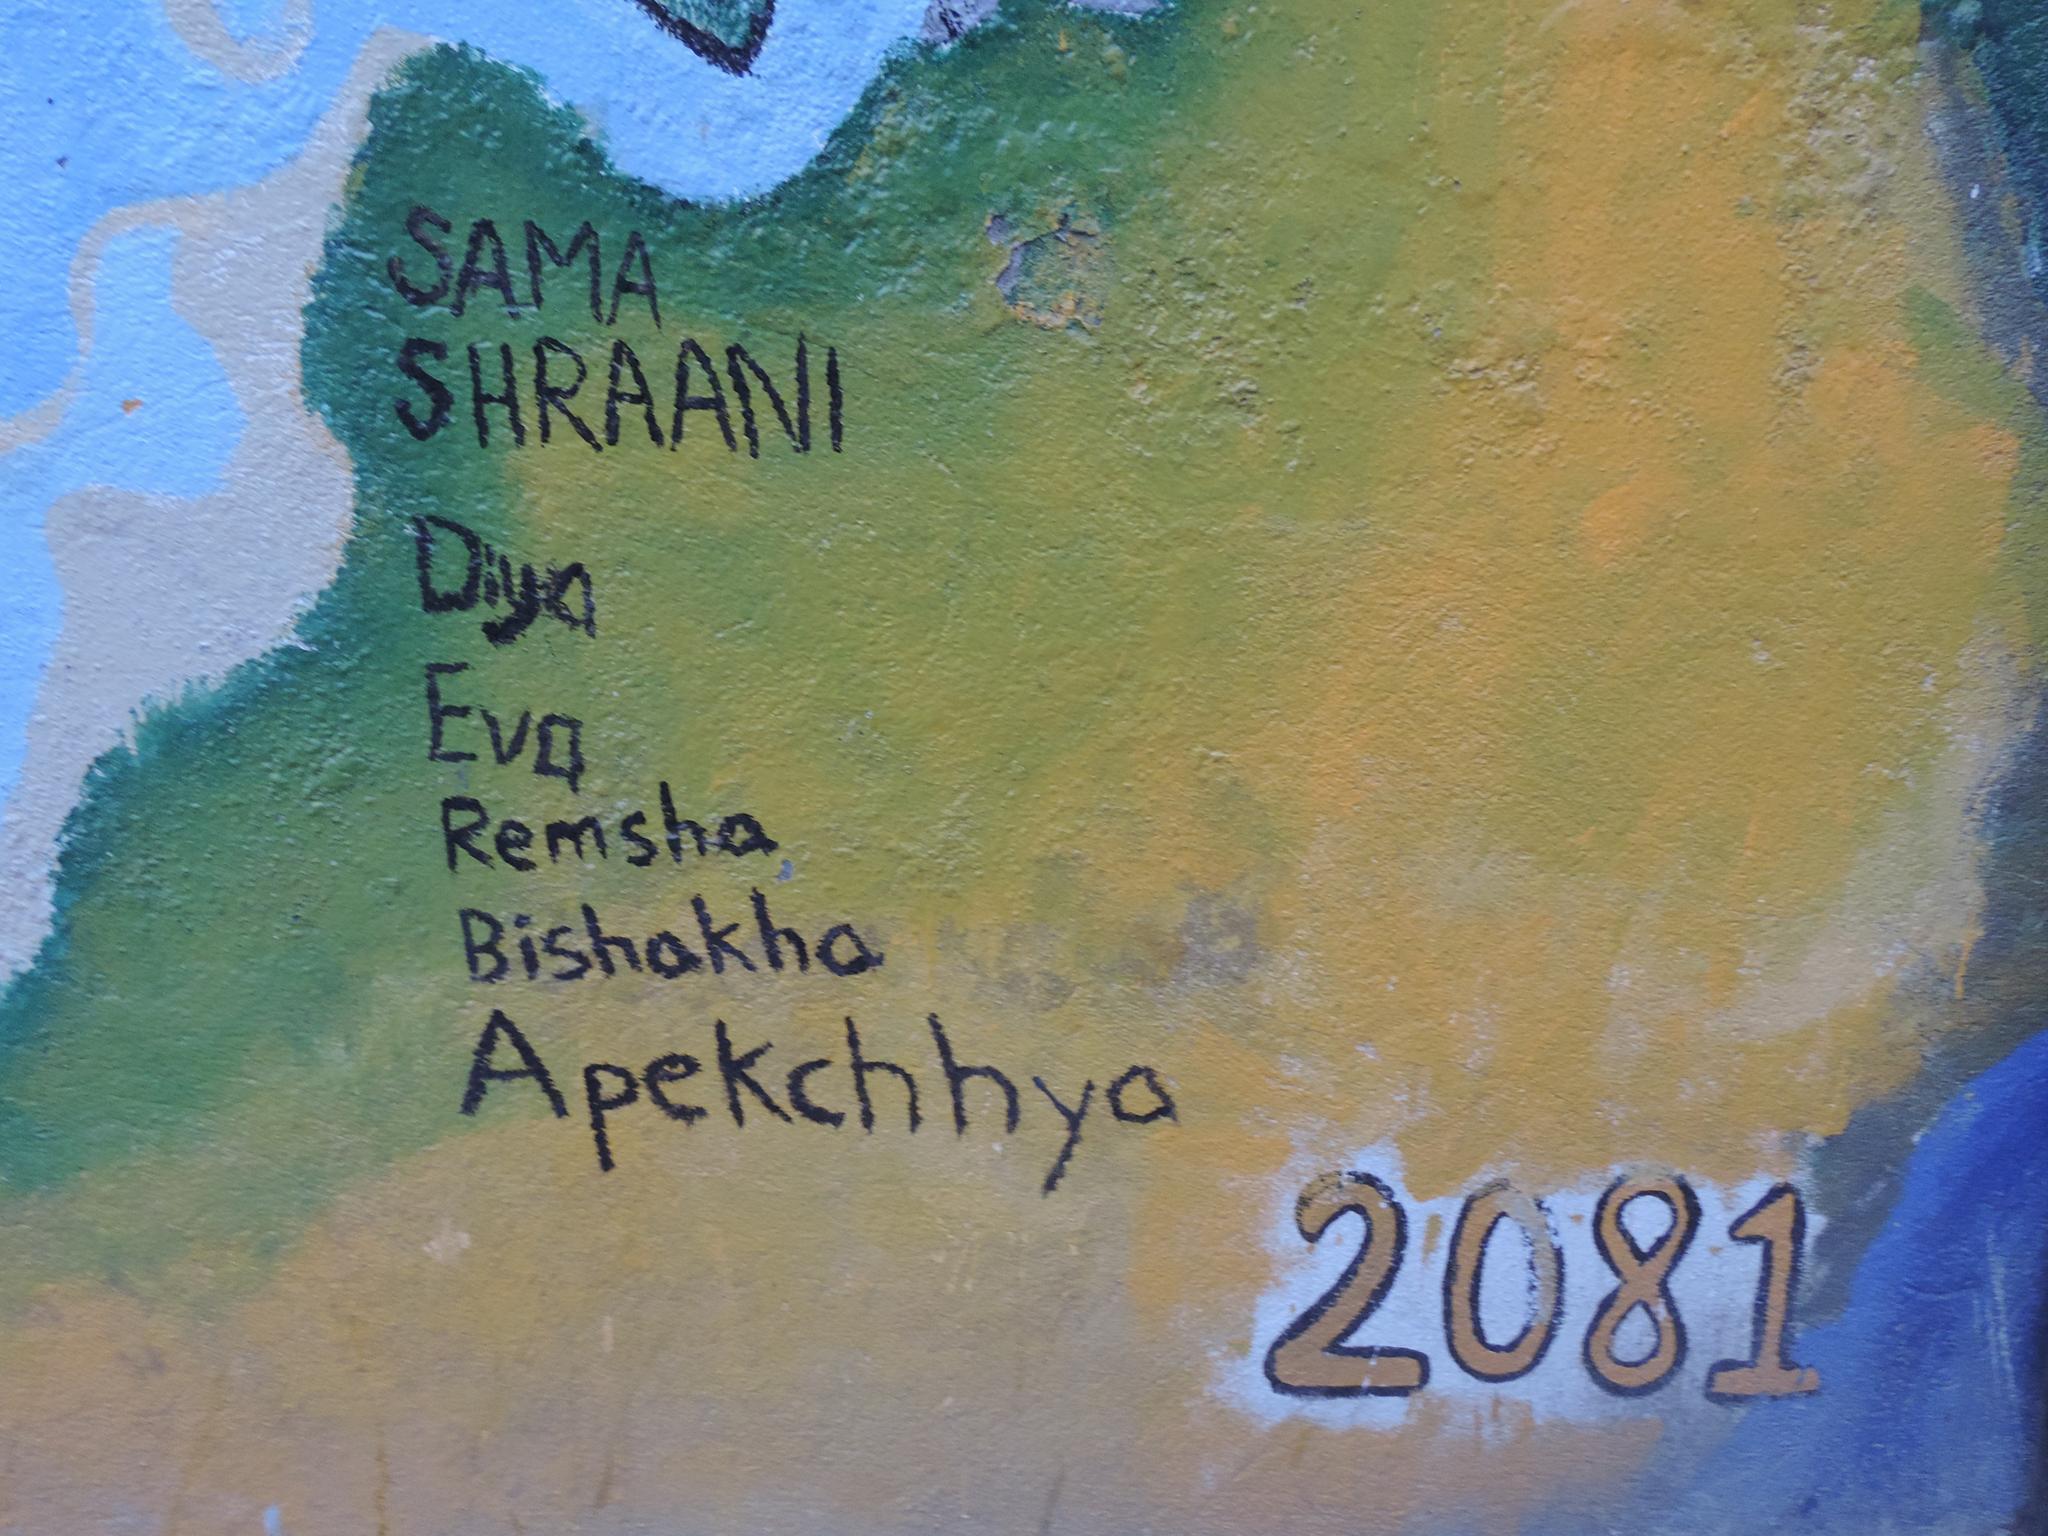 SAMA
SHRAANI
Diya
Eva
Remsha
Bishakha
Apekchhya
2081